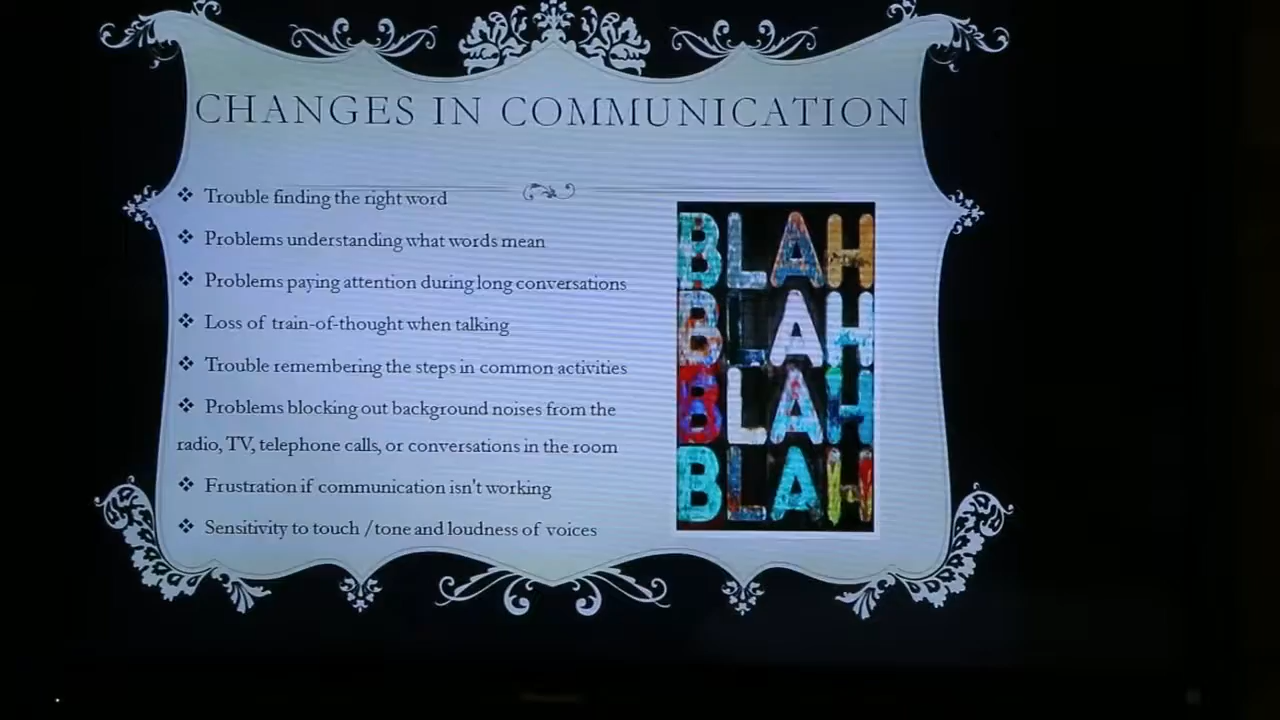 CHANGES IN COMMUNICATION
❖ Trouble finding the right word
❖ Problems understanding what words mean
❖ Problems paying attention during long conversations
❖ Loss of train-of-thought when talking
❖ Trouble remembering the steps in common activities
❖ Problems blocking out background noises from the
radio, TV, telephone calls, or conversations in the room
❖ Frustration if communication isn't working
❖ Sensitivity to touch /tone and loudness of voices
BLAH
BLAH
BLAH
BLAH